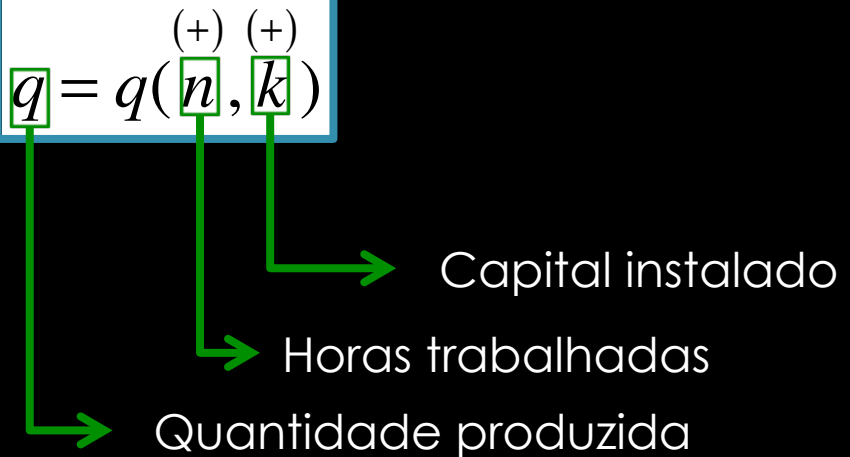 (+) (+)
q = q(n, k)
Capital instalado
Horas trabalhadas
Quantidade produzida